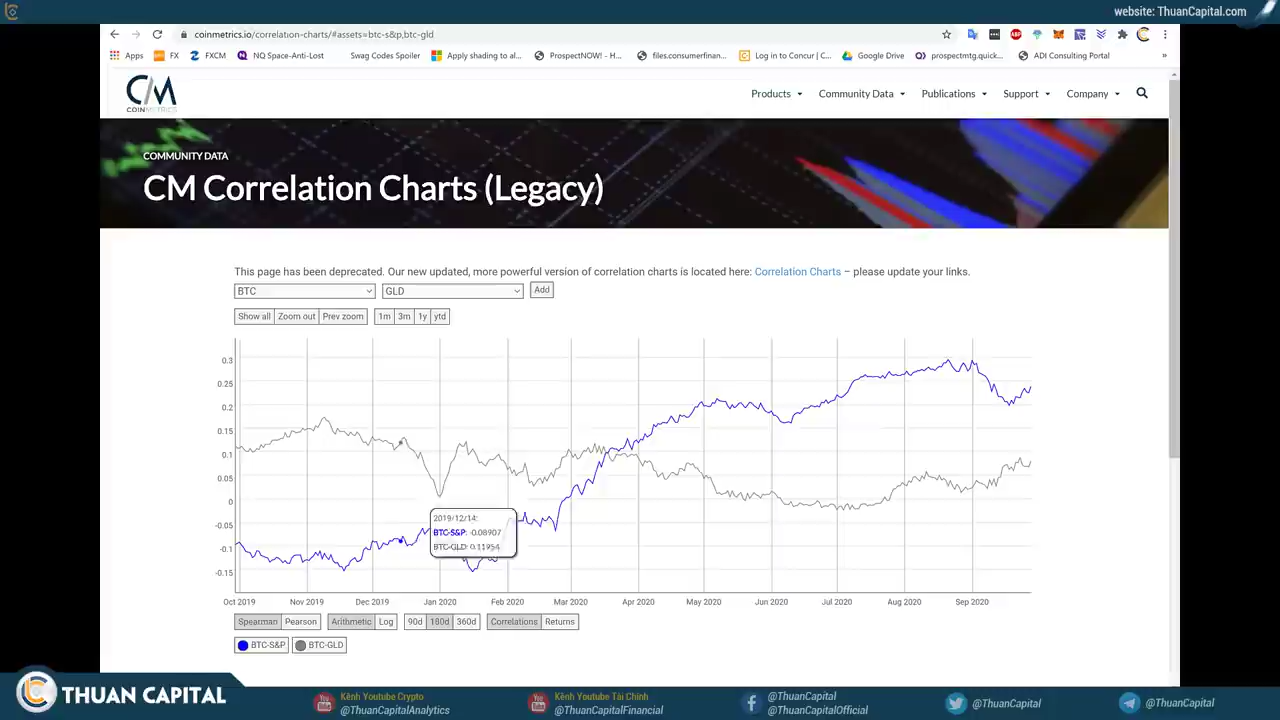 website: ThuanCapital.com
coinmetrics.io/correlation-charts/#assets=btc-s&p,btc-gld
Apps FX FXCM NQ Space-Anti-Lost Swag Codes Spoiler Apply shading to al... ProspectNOW! - H... files.consumerfinan... Log in to Concur ( C... Google Drive prospectmtg.quick... ADI Consulting Portal »
CM
COINMETRICS
Products Community Data Publications Support Company
COMMUNITY DATA
CM Correlation Charts (Legacy)
This page has been deprecated. Our new updated, more powerful version of correlation charts is located here: Correlation Charts – please update your links.
BTC GLD Add
Show all Zoom out Prev zoom 1m 3m 1y ytd
0.3
0.25
0.2
0.15
0.1
0.05
0
-0.05
-0.1
-0.15
2019/12/14:
BTC-S&P: -0.08907
BTC-GLD: 0.11954
Oct 2019 Nov 2019 Dec 2019 Jan 2020 Feb 2020 Mar 2020 Apr 2020 May 2020 Jun 2020 Jul 2020 Aug 2020 Sep 2020
Spearman Pearson Arithmetic Log 90d 180d 360d Correlations Returns
BTC-S&P BTC-GLD
THUAN CAPITAL
Kênh Youtube Crypto
@ThuanCapitalAnalytics
Kênh Youtube Tài Chính
@ThuanCapitalFinancial
@ThuanCapital
@ThuanCapitalOfficial
@ThuanCapital
@ThuanCapital